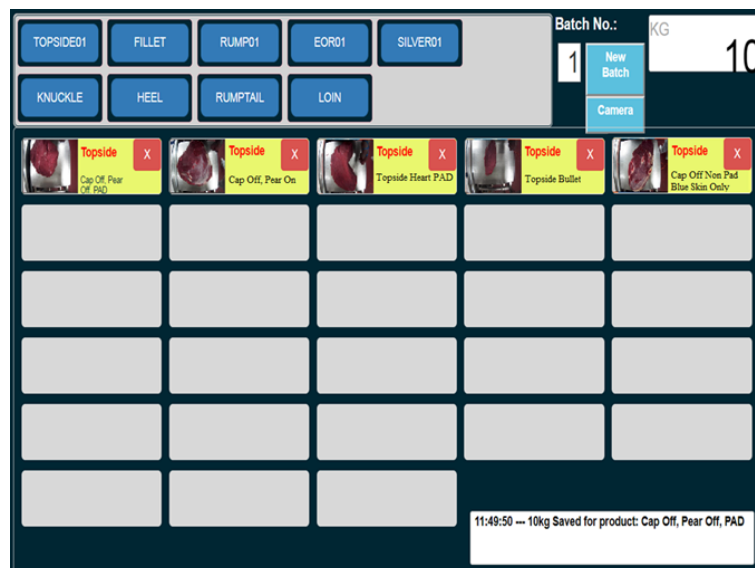 TOPSIDE01 FILLET RUMP01 EOR01 SILVER01
KNUCKLE HEEL RUMPTAIL LOIN
Batch No.:
1
New
Batch
Camera
KG
10
Topside X
Cap Off, Pear
Off, PAD
Topside X
Cap Off, Pear On
Topside X
Topside Heart PAD
Topside X
Topside Bullet
Topside X
Cap Off Non Pad
Blue Skin Only
11:49:50 --- 10kg Saved for product: Cap Off, Pear Off, PAD